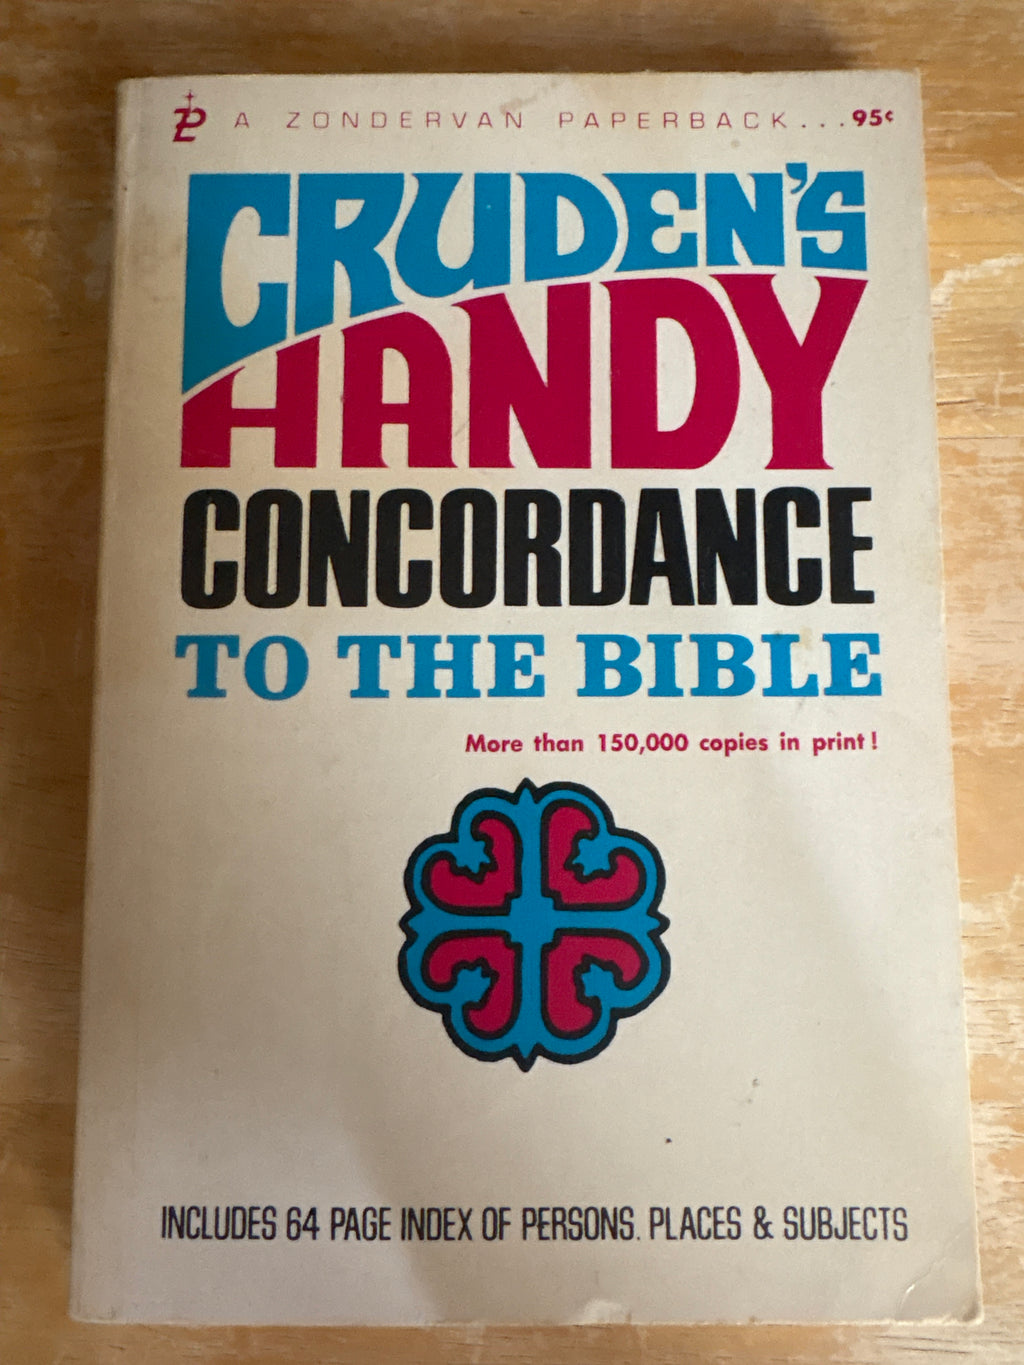 A ZONDERVAN PAPERBACK...95¢
CRUDEN'S
HANDY
CONCORDANCE
TO THE BIBLE
More than 150,000 copies in print!
INCLUDES 64 PAGE INDEX OF PERSONS, PLACES & SUBJECTS